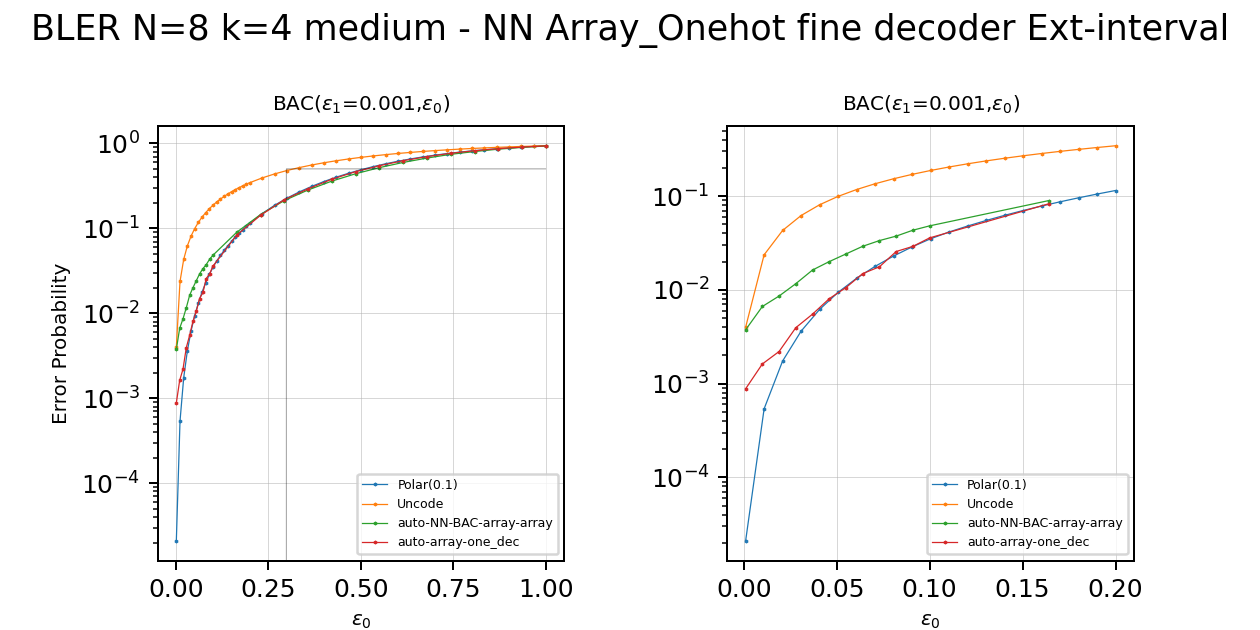 BLER N=8 k=4 medium - NN Array_Onehot fine decoder Ext-interval
BAC(ε₁=0.001,ε₀)
Error Probability
10⁰
10⁻¹
10⁻²
10⁻³
10⁻⁴
0.00 0.25 0.50 0.75 1.00
ε₀
Polar(0.1)
Uncode
auto-NN-BAC-array-array
auto-array-one_dec
BAC(ε₁=0.001,ε₀)
10⁻¹
10⁻²
10⁻³
10⁻⁴
0.00 0.05 0.10 0.15 0.20
ε₀
Polar(0.1)
Uncode
auto-NN-BAC-array-array
auto-array-one_dec